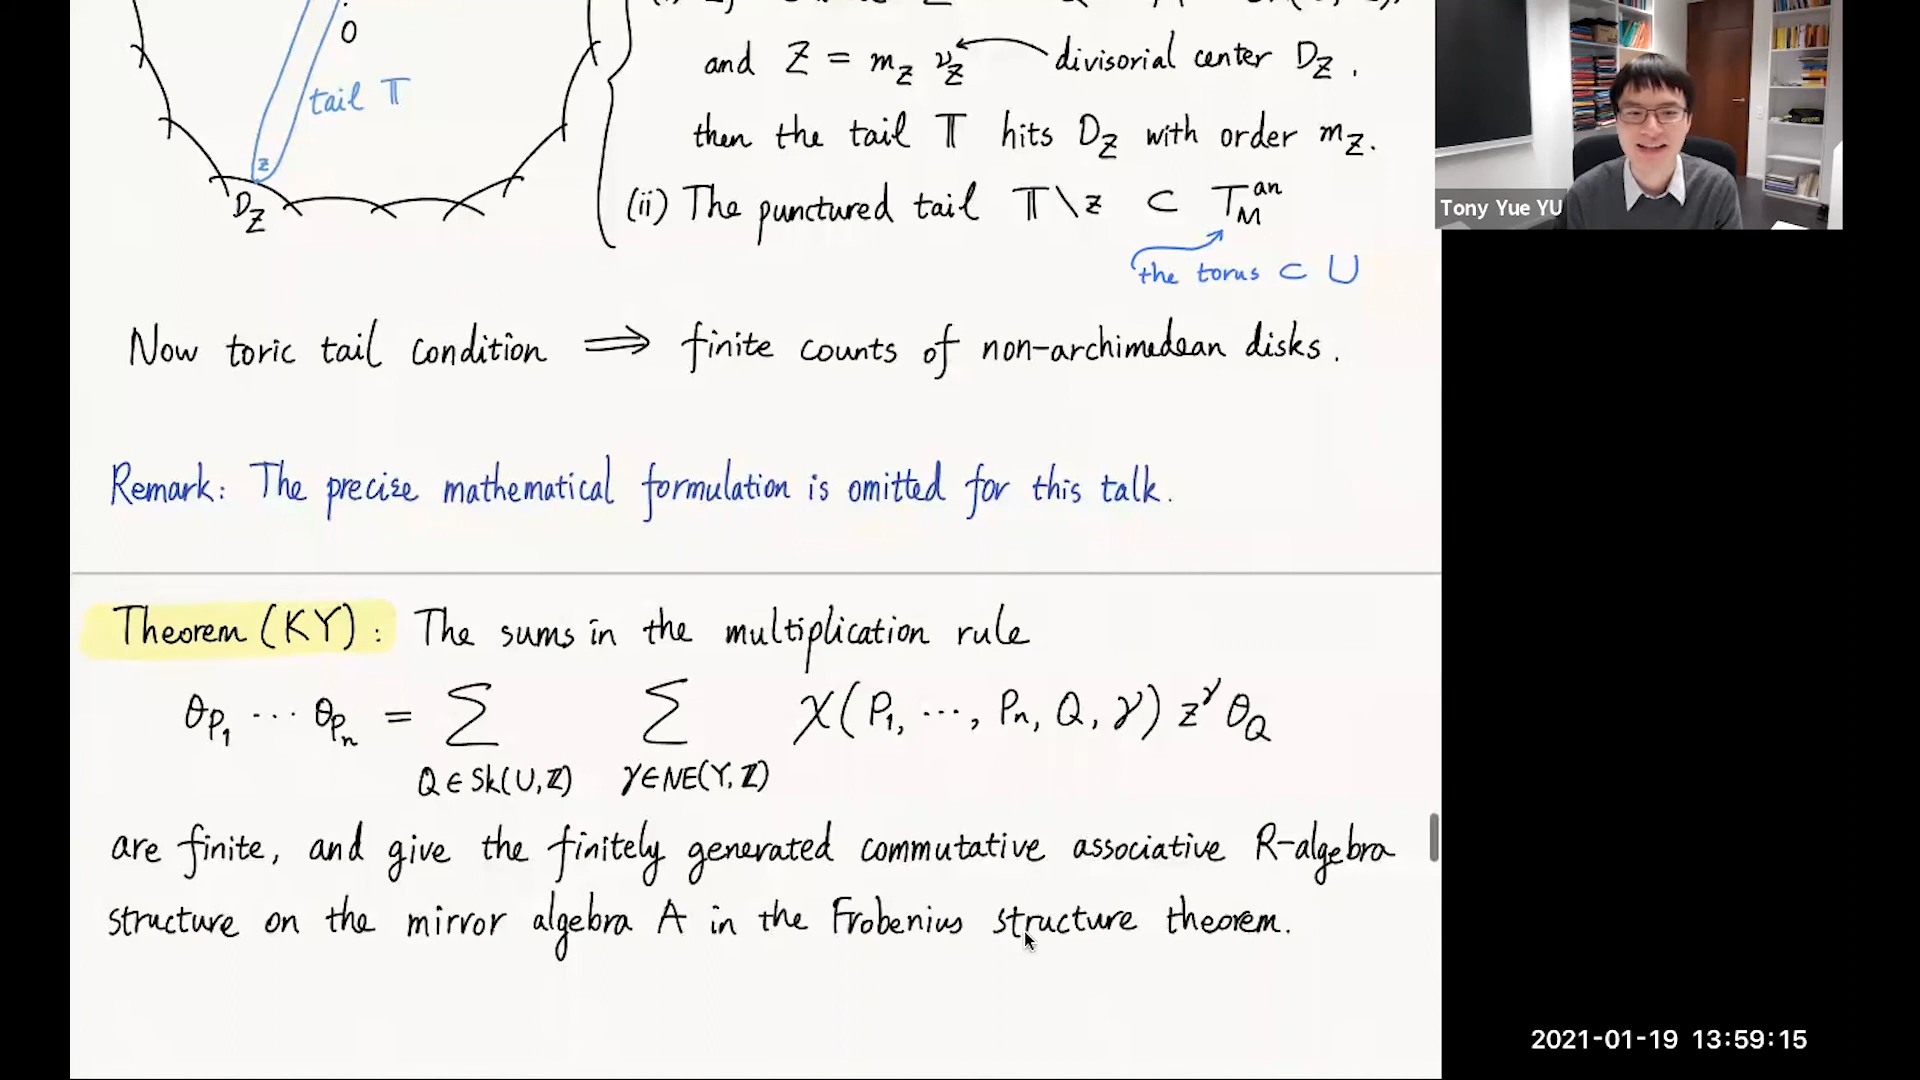 O
and Z = m_Z ν_Z divisorial center D_Z .
tail 𝕋
then the tail 𝕋 hits D_Z with order m_Z.
z
D_Z
(ii) The punctured tail 𝕋 \ z ⊂ T_M^an
the torus ⊂ U
Now toric tail condition ⟹ finite counts of non-archimedean disks.
Remark: The precise mathematical formulation is omitted for this talk.
Theorem (KY): The sums in the multiplication rule
θ_{P_1} ⋯ θ_{P_n} = ∑ ∑ χ(P_1, ⋯, P_n, Q, γ) z^γ θ_Q
Q ∈ Sk(U, ℤ) γ ∈ NE(Y, ℤ)
are finite, and give the finitely generated commutative associative R-algebra
structure on the mirror algebra A in the Frobenius structure theorem.
Tony Yue YU
2021-01-19 13:59:15